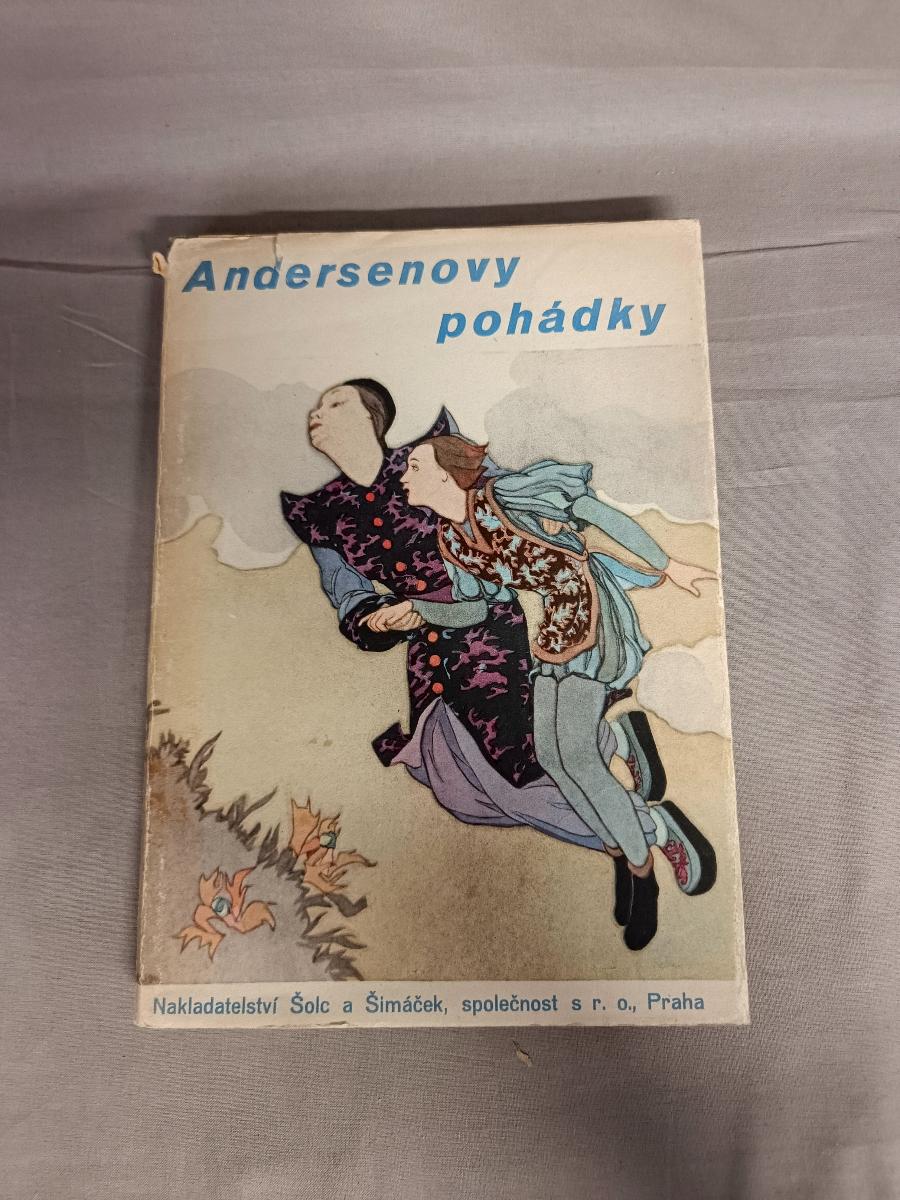 Andersenovy
pohádky
Nakladatelství Šolc a Šimáček, společnost s r. o., Praha